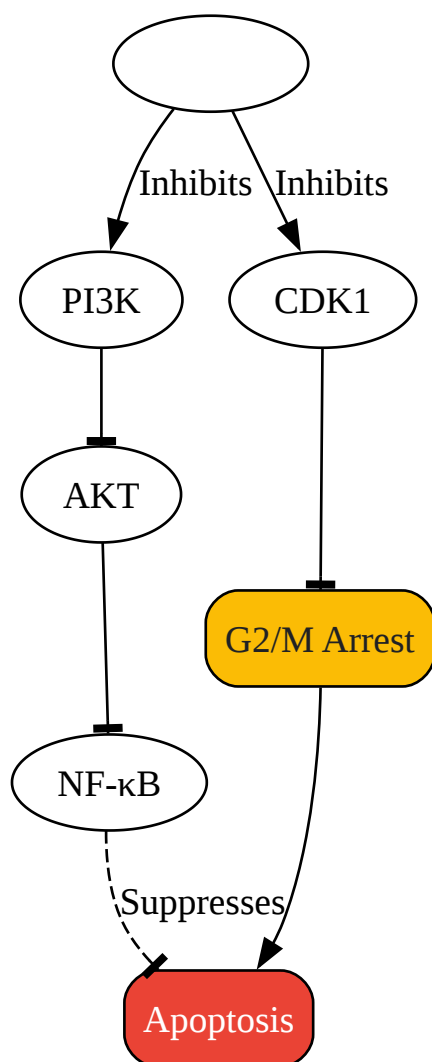 Inhibits
Inhibits
PI3K
CDK1
AKT
G2/M Arrest
NF-κB
Suppresses
Apoptosis